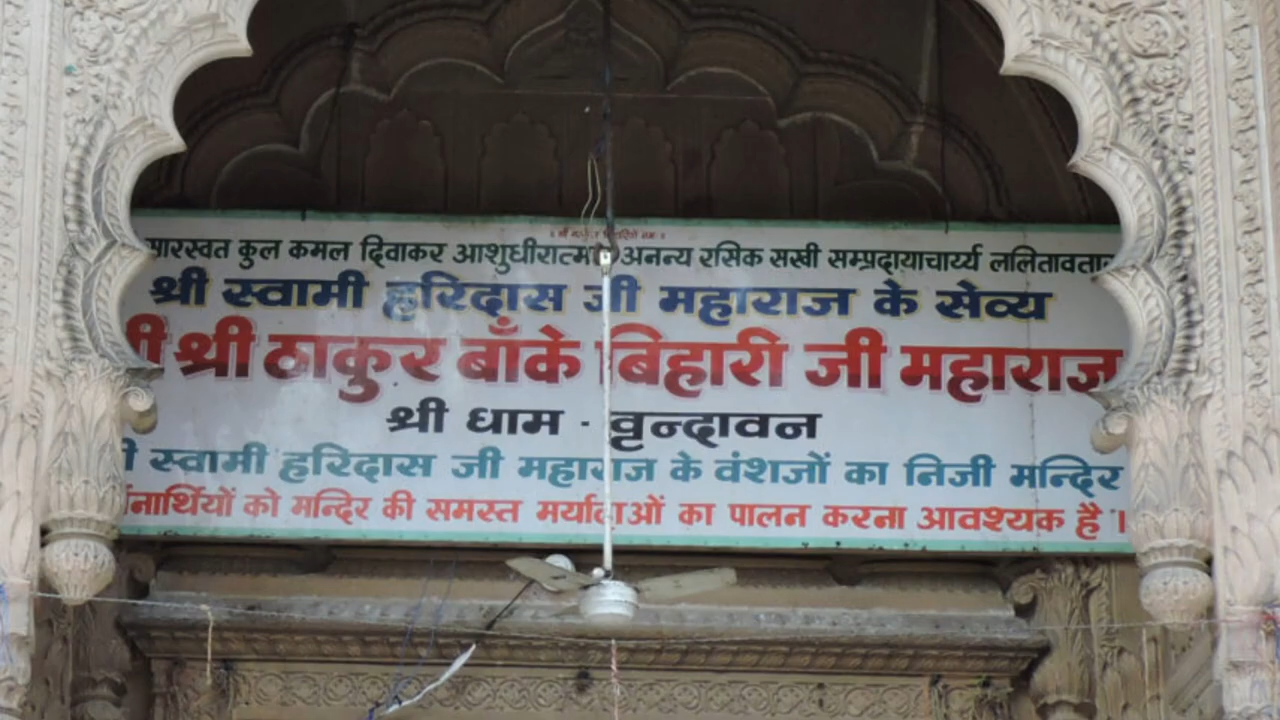 सारस्वत कुल कमल दिवाकर आशुधीरात्मज अनन्य रसिक सखी सम्प्रदायाचार्य्य ललितावतार
श्री स्वामी हरिदास जी महाराज के सेव्य
श्री श्री ठाकुर बाँके बिहारी जी महाराज
श्री धाम - वृन्दावन
श्री स्वामी हरिदास जी महाराज के वंशजों का निजी मन्दिर
र्शनार्थियों को मन्दिर की समस्त मर्यादाओं का पालन करना आवश्यक है ।